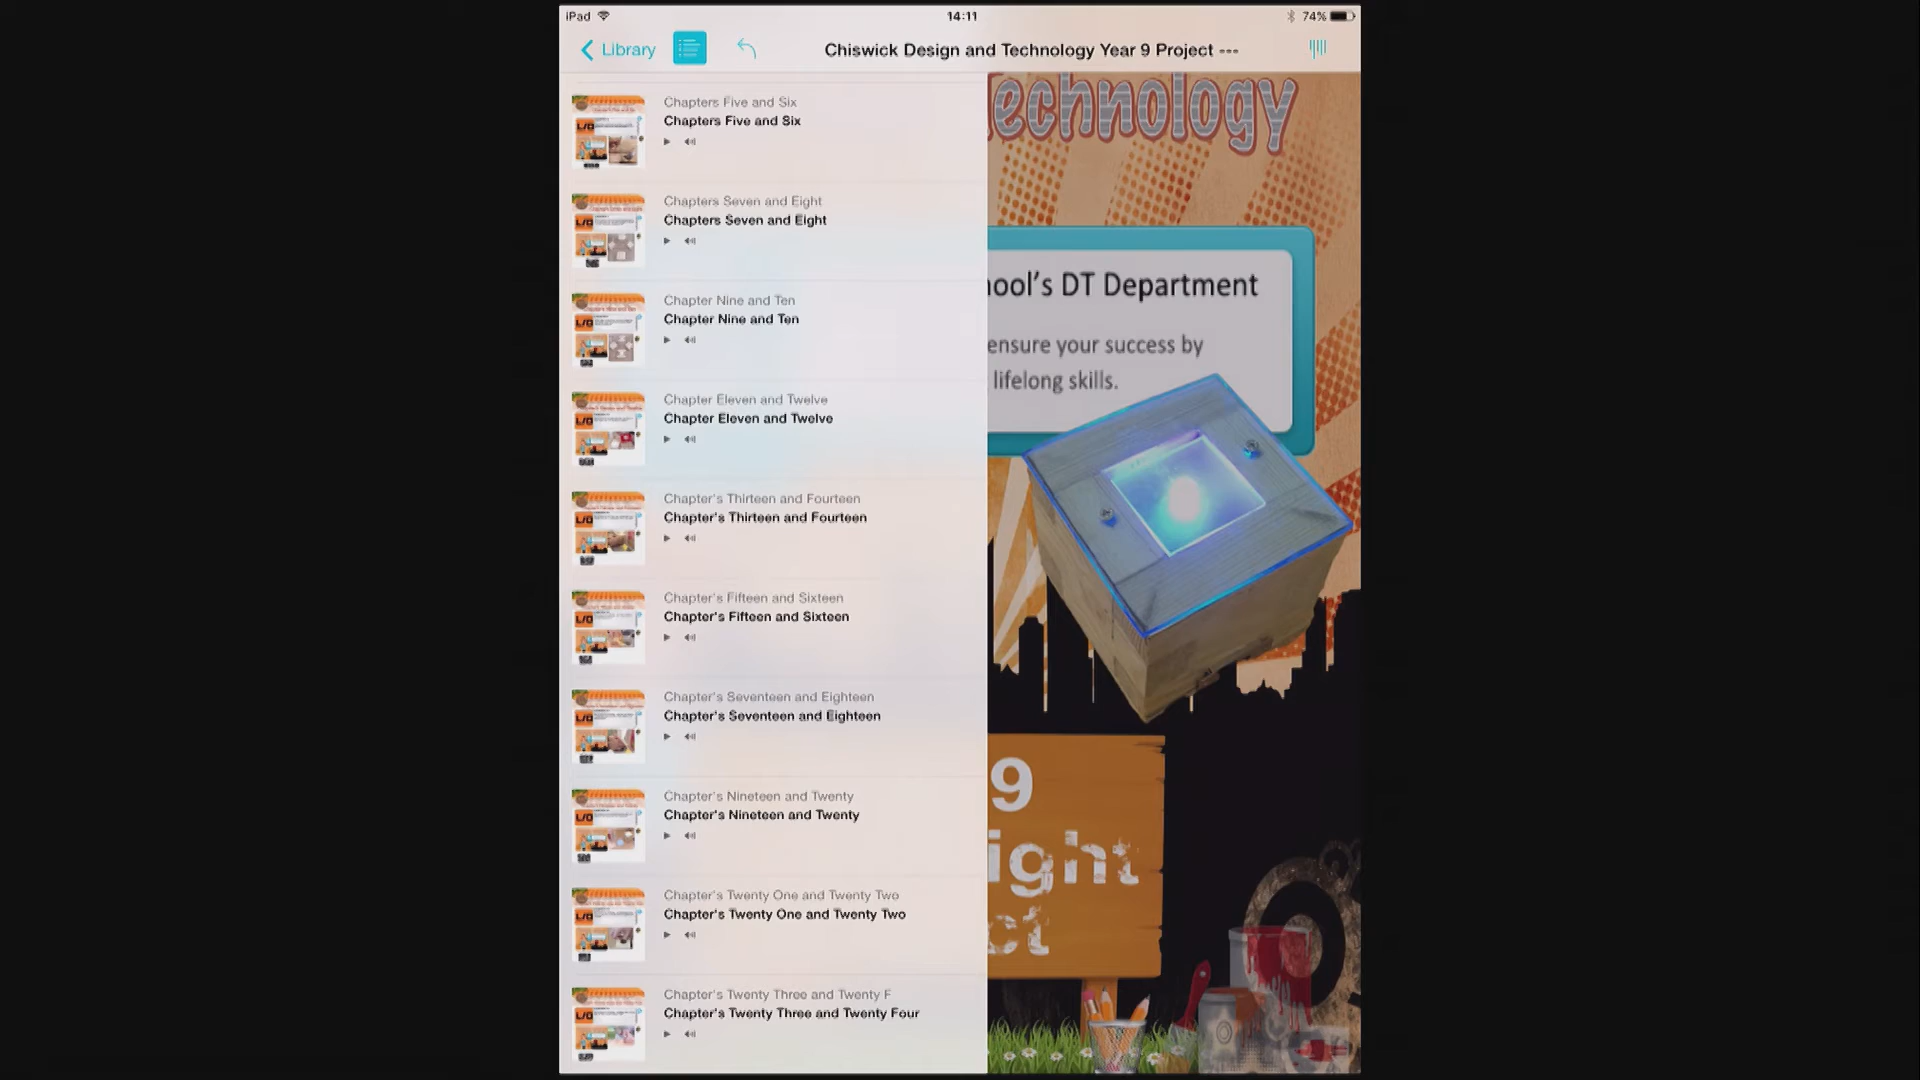 iPad
14:11
74%
Library
Chiswick Design and Technology Year 9 Project ---
Chapters Five and Six
Chapters Five and Six
Chapters Seven and Eight
Chapters Seven and Eight
Chapter Nine and Ten
Chapter Nine and Ten
Chapter Eleven and Twelve
Chapter Eleven and Twelve
Chapter's Thirteen and Fourteen
Chapter's Thirteen and Fourteen
Chapter's Fifteen and Sixteen
Chapter's Fifteen and Sixteen
Chapter's Seventeen and Eighteen
Chapter's Seventeen and Eighteen
Chapter's Nineteen and Twenty
Chapter's Nineteen and Twenty
Chapter's Twenty One and Twenty Two
Chapter's Twenty One and Twenty Two
Chapter's Twenty Three and Twenty F
Chapter's Twenty Three and Twenty Four
echnology
ool's DT Department
ensure your success by
lifelong skills.
9
ight
ct